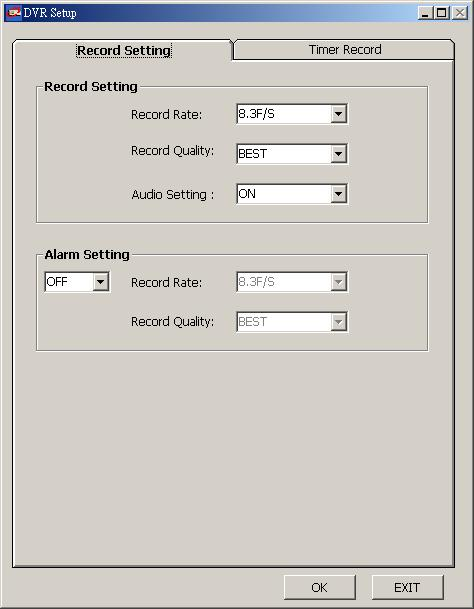 DVR Setup
Record Setting Timer Record
Record Setting
Record Rate: 8.3F/S
Record Quality: BEST
Audio Setting : ON
Alarm Setting
OFF Record Rate: 8.3F/S
Record Quality: BEST
OK EXIT